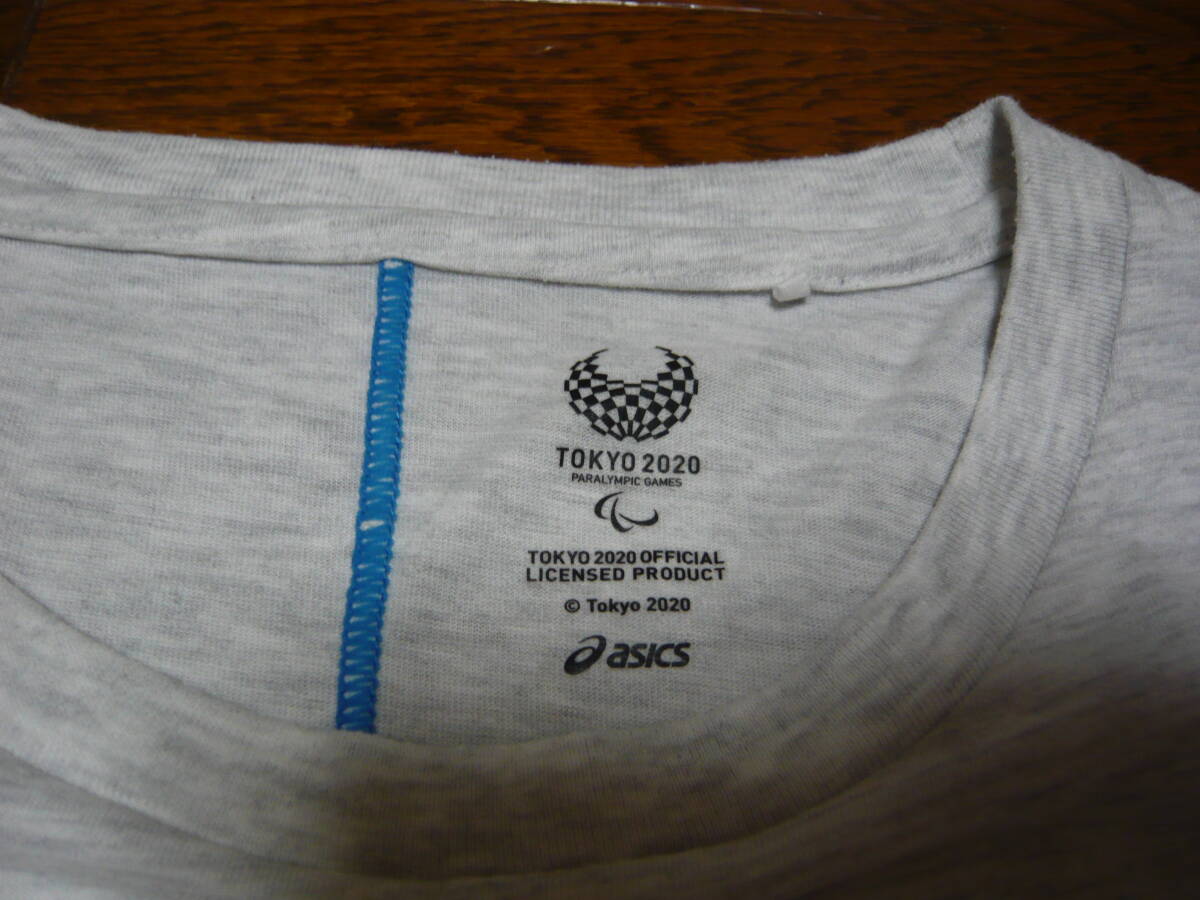 TOKYO 2020
PARALYMPIC GAMES
TOKYO 2020 OFFICIAL
LICENSED PRODUCT
© Tokyo 2020
asics